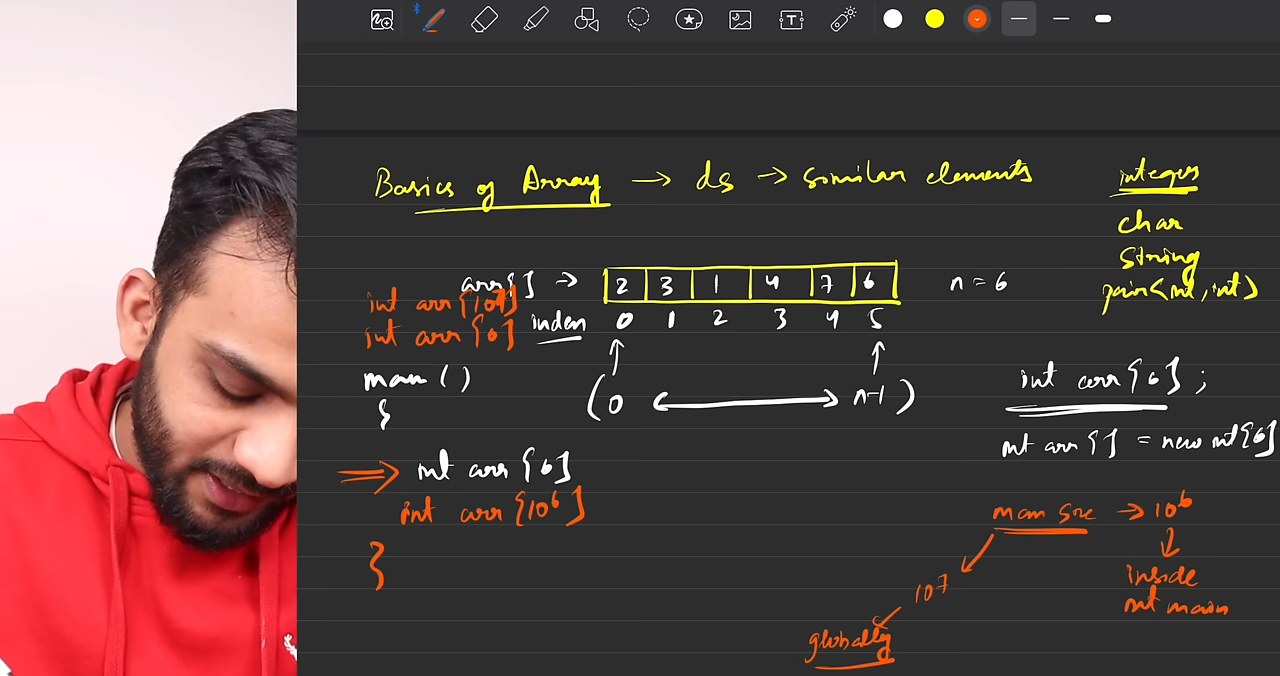 Basics of Array → ds → similar elements
integers
char
string
pair<int, int>
arr[] → 2 3 1 4 7 6 n = 6
int arr[10^7]
index 0 1 2 3 4 5
int arr[6]
main ()
{
(0 ⟷ n-1)
int arr[6];
int arr[] = new int[6]
⇒ int arr[6]
int arr[10^6]
}
max size → 10^6
↓
inside
int main
10^7
globally